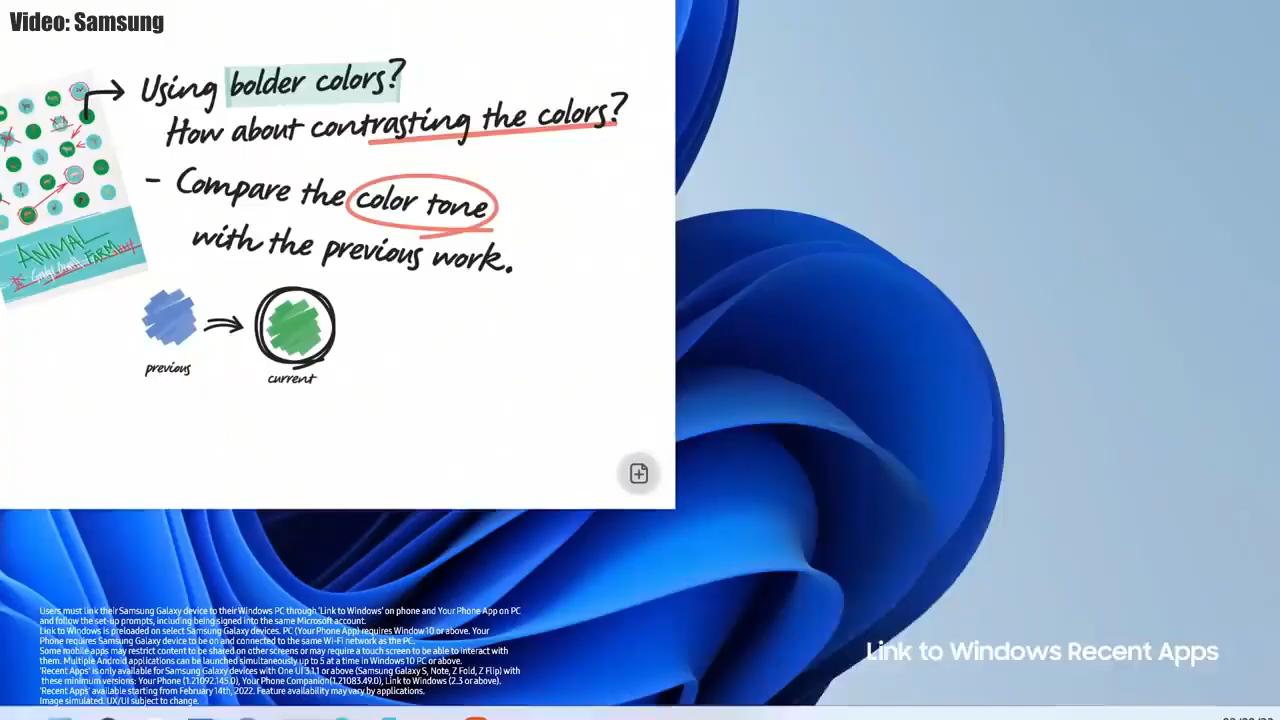 Video: Samsung
Using bolder colors?
How about contrasting the colors?
- Compare the color tone
with the previous work.
ANIMAL
FARM
previous
current
Users must link their Samsung Galaxy device to their Windows PC through 'Link to Windows' on phone and Your Phone App on PC
and follow the set-up prompts, including being signed into the same Microsoft account.
Link to Windows is preloaded on select Samsung Galaxy devices. PC (Your Phone App) requires Window 10 or above. Your
Phone requires Samsung Galaxy device to be on and connected to the same Wi-Fi network as the PC.
Some mobile apps may restrict content to be shared on other screens or may require a touch screen to be able to interact with
them. Multiple Android applications can be launched simultaneously up to 5 at a time in Windows 10 PC or above.
'Recent Apps' is only available for Samsung Galaxy devices with One UI 3.1.1 or above (Samsung Galaxy S, Note, Z Fold, Z Flip) with
these minimum versions: Your Phone (1.21092.145.0), Your Phone Companion (1.21083.49.0), Link to Windows (2.3 or above).
'Recent Apps' available starting from February 14th, 2022. Feature availability may vary by applications.
Image simulated. UX/UI subject to change.
Link to Windows Recent Apps